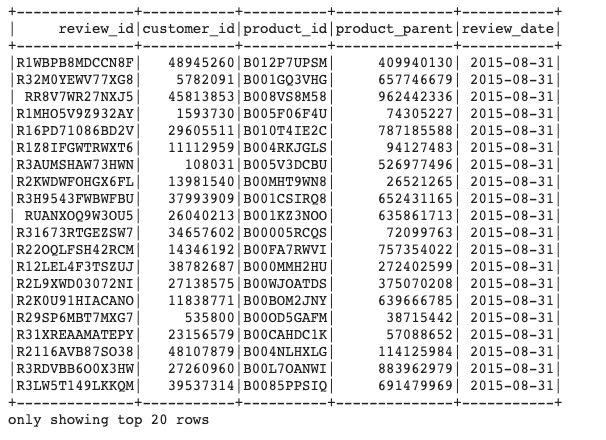 +--------------+-----------+----------+--------------+-----------+
|     review_id|customer_id|product_id|product_parent|review_date|
+--------------+-----------+----------+--------------+-----------+
|R1WBPB8MDCCN8F|   48945260|B012P7UPSM|     409940130| 2015-08-31|
|R32M0YEWV77XG8|    5782091|B001GQ3VHG|     657746679| 2015-08-31|
| RR8V7WR27NXJ5|   45813853|B008VS8M58|     962442336| 2015-08-31|
|R1MHO5V9Z932AY|    1593730|B005F06F4U|      74305227| 2015-08-31|
|R16PD71086BD2V|   29605511|B010T4IE2C|     787185588| 2015-08-31|
|R1Z8IFGWTRWXT6|   11112959|B004RKJGLS|      94127483| 2015-08-31|
|R3AUMSHAW73HWN|     108031|B005V3DCBU|     526977496| 2015-08-31|
|R2KWDWFOHGX6FL|   13981540|B00MHT9WN8|      26521265| 2015-08-31|
|R3H9543FWBWFBU|   37993909|B001CSIRQ8|     652431165| 2015-08-31|
| RUANXOQ9W3OU5|   26040213|B001KZ3NOO|     635861713| 2015-08-31|
|R31673RTGEZSW7|   34657602|B00005RCQS|      72099763| 2015-08-31|
|R22OQLFSH42RCM|   14346192|B00FA7RWVI|     757354022| 2015-08-31|
|R12LEL4F3TSZUJ|   38782687|B000MMH2HU|     272402599| 2015-08-31|
|R2L9XWD03072NI|   27138575|B00WJOATDS|     375070208| 2015-08-31|
|R2K0U91HIACANO|   11838771|B00BOM2JNY|     639666785| 2015-08-31|
|R29SP6MBT7MXG7|     535800|B00OD5GAFM|      38715442| 2015-08-31|
|R31XREAAMATEPY|   23156579|B00CAHDC1K|      57088652| 2015-08-31|
|R2116AVB87SO38|   48107879|B004NLHXLG|     114125984| 2015-08-31|
|R3RDVBB6O0X3HW|   27260960|B00L7OANWI|     883962979| 2015-08-31|
|R3LW5T149LKKQM|   39537314|B0085PPSIQ|     691479969| 2015-08-31|
+--------------+-----------+----------+--------------+-----------+
only showing top 20 rows